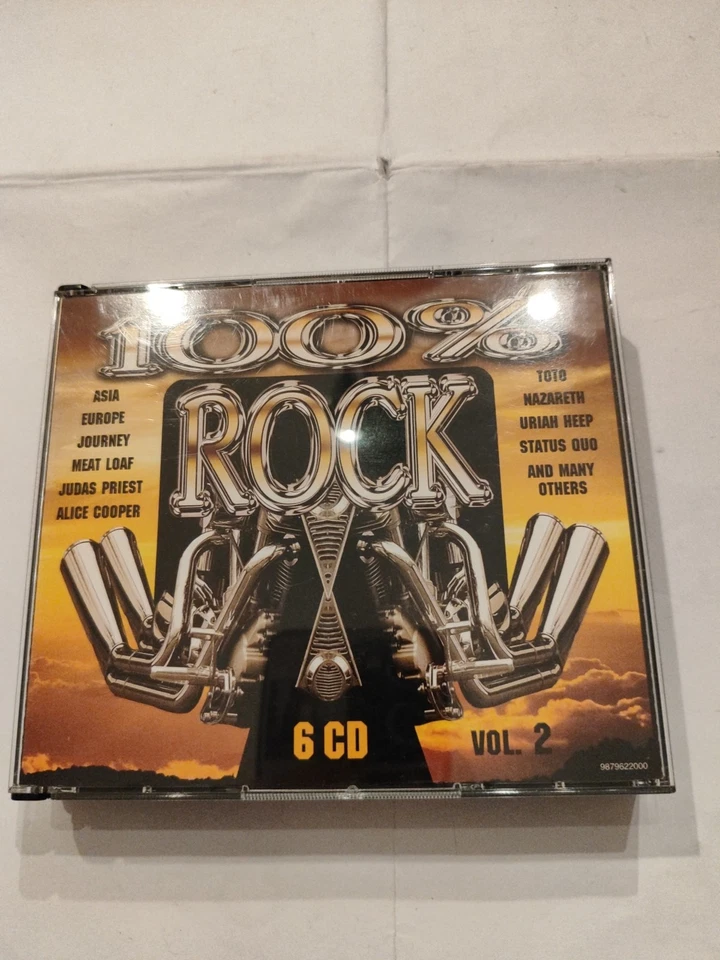 100%
ROCK
ASIA
EUROPE
JOURNEY
MEAT LOAF
JUDAS PRIEST
ALICE COOPER
TOTO
NAZARETH
URIAH HEEP
STATUS QUO
AND MANY
OTHERS
6 CD
VOL. 2
9879622000